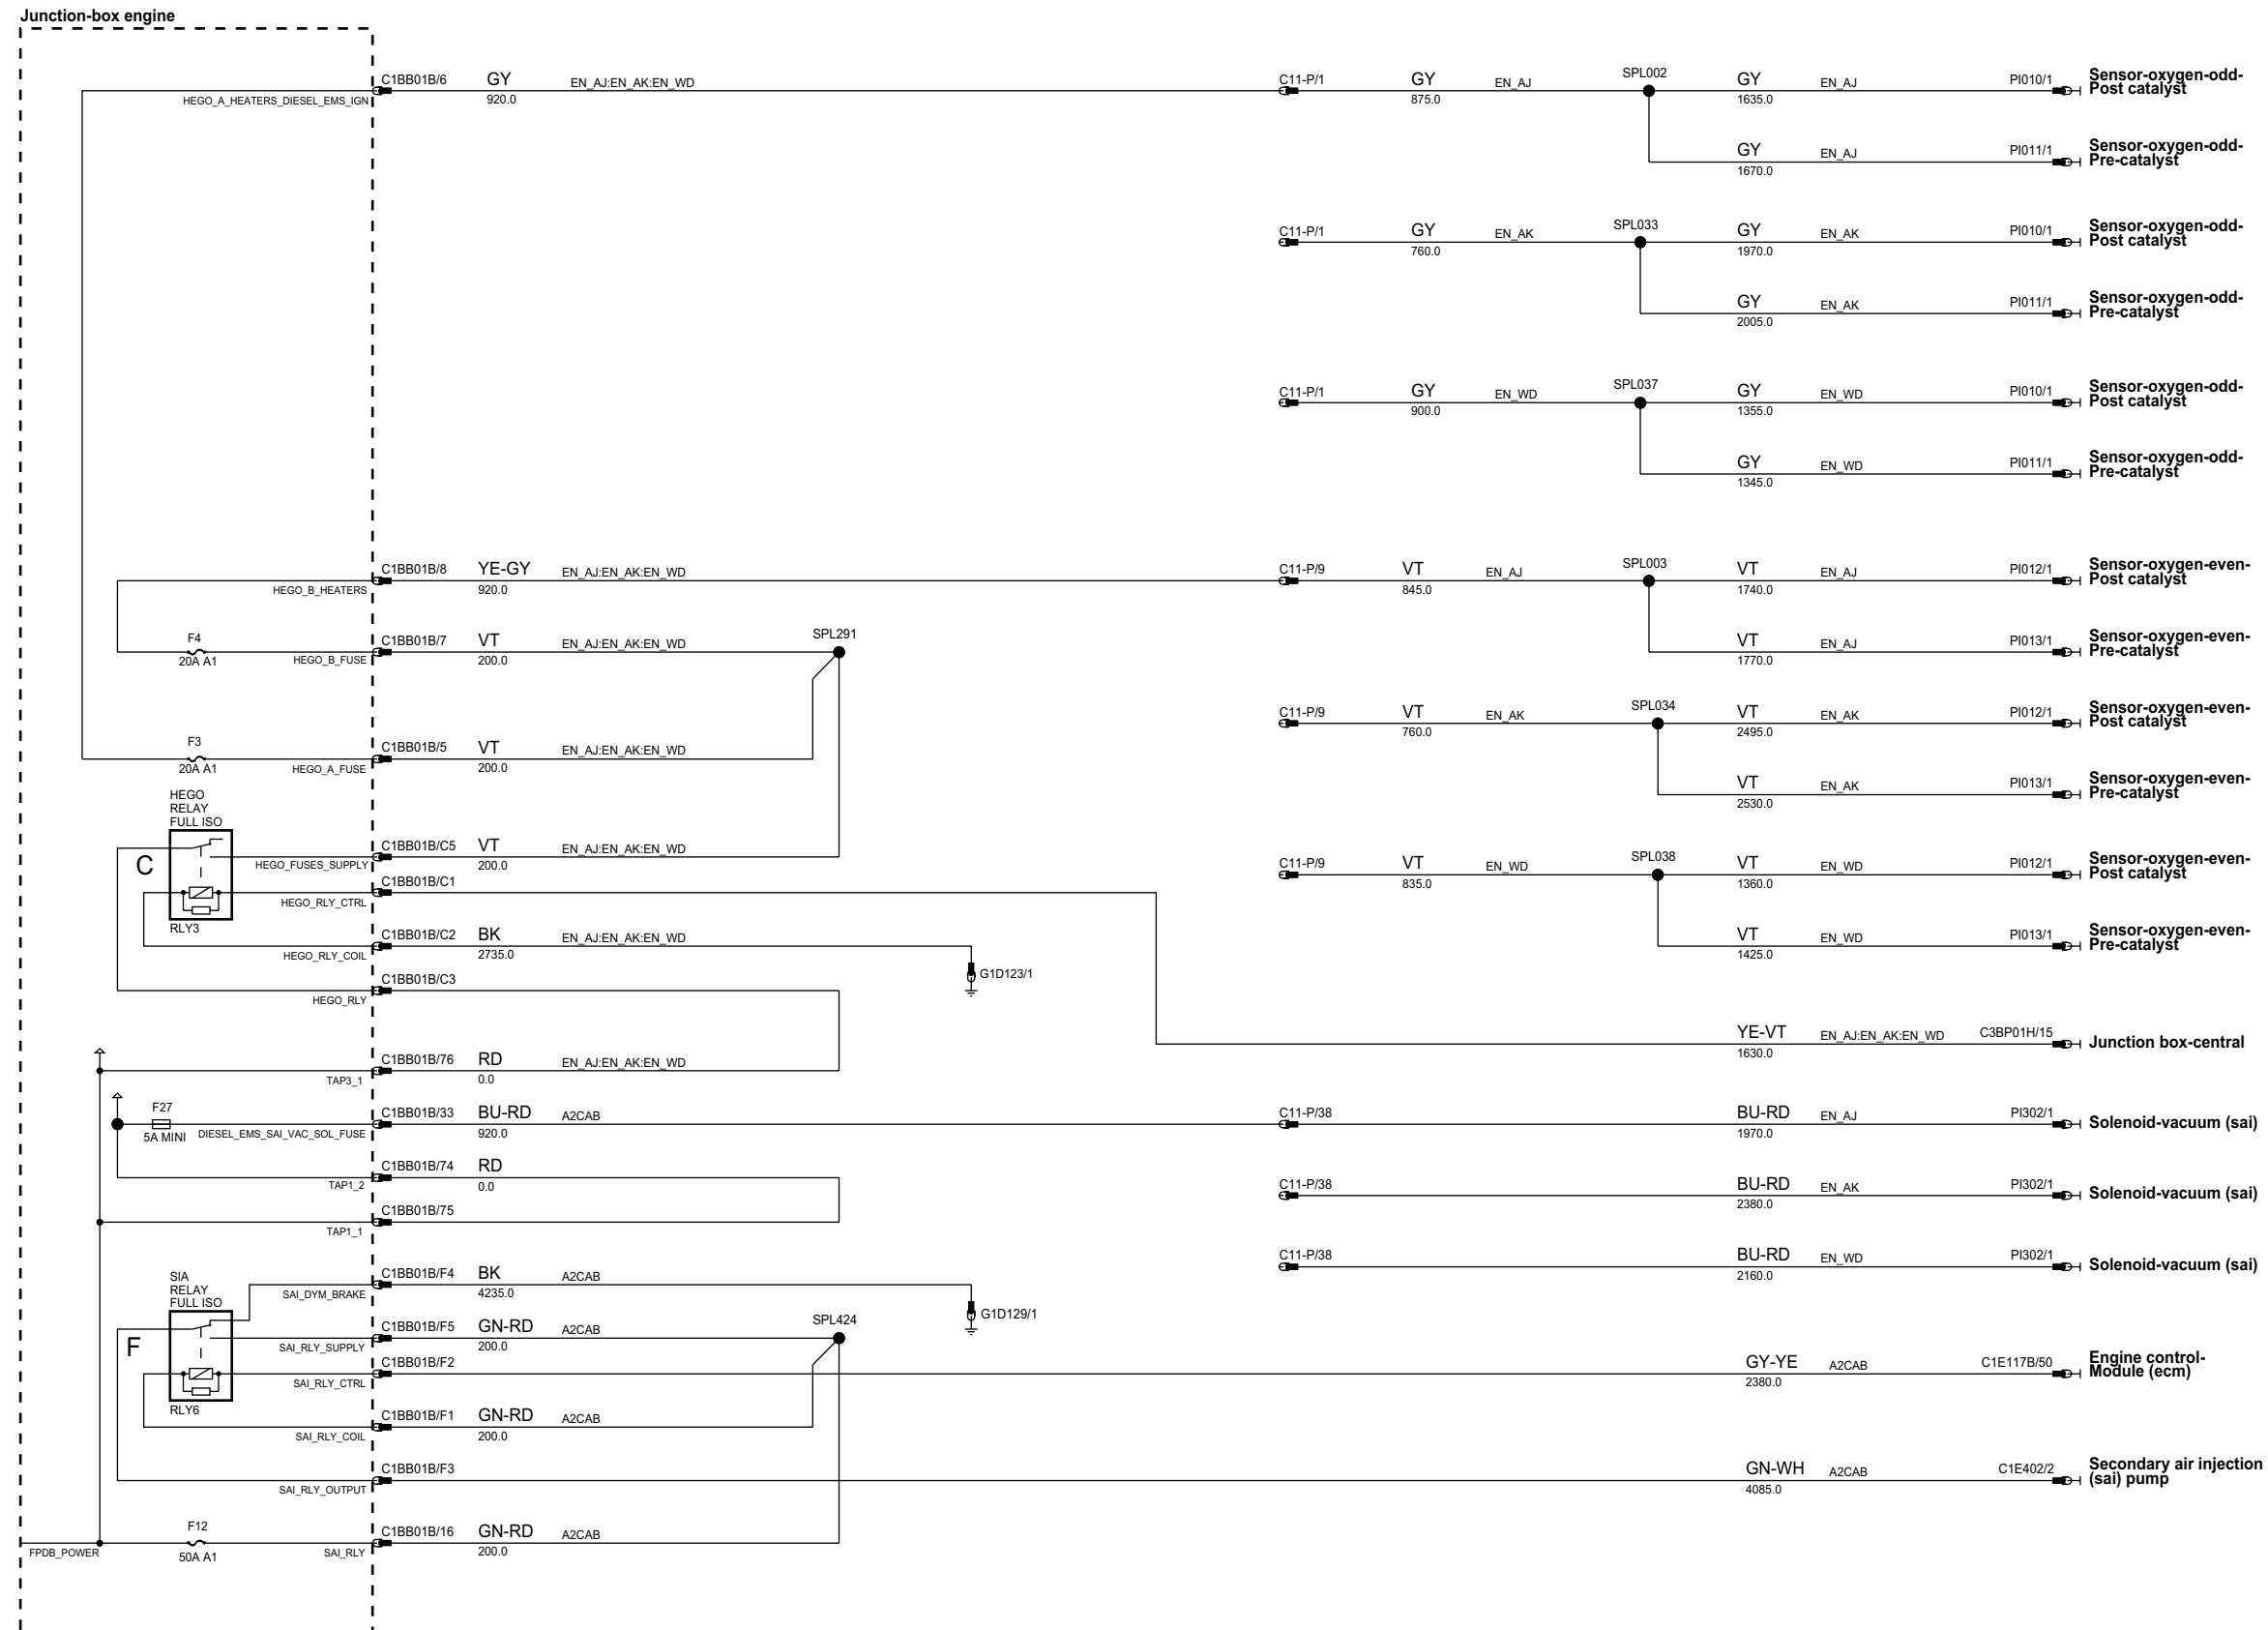 Junction-box engine
C1BB01B/6 GY EN_AJ:EN_AK:EN_WD C11-P/1 GY EN_AJ SPL002 GY EN_AJ PI010/1 Sensor-oxygen-odd-
Post catalyst
HEGO_A_HEATERS_DIESEL_EMS_IGN 920.0 875.0 1635.0
GY EN_AJ PI011/1 Sensor-oxygen-odd-
Pre-catalyst
1670.0
C11-P/1 GY EN_AK SPL033 GY EN_AK PI010/1 Sensor-oxygen-odd-
Post catalyst
760.0 1970.0
GY EN_AK PI011/1 Sensor-oxygen-odd-
Pre-catalyst
2005.0
C11-P/1 GY EN_WD SPL037 GY EN_WD PI010/1 Sensor-oxygen-odd-
Post catalyst
900.0 1355.0
GY EN_WD PI011/1 Sensor-oxygen-odd-
Pre-catalyst
1345.0
C1BB01B/8 YE-GY EN_AJ:EN_AK:EN_WD C11-P/9 VT EN_AJ SPL003 VT EN_AJ PI012/1 Sensor-oxygen-even-
Post catalyst
HEGO_B_HEATERS 920.0 845.0 1740.0
F4 C1BB01B/7 VT EN_AJ:EN_AK:EN_WD SPL291 VT EN_AJ PI013/1 Sensor-oxygen-even-
Pre-catalyst
20A A1 HEGO_B_FUSE 200.0 1770.0
C11-P/9 VT EN_AK SPL034 VT EN_AK PI012/1 Sensor-oxygen-even-
Post catalyst
760.0 2495.0
F3 C1BB01B/5 VT EN_AJ:EN_AK:EN_WD
20A A1 HEGO_A_FUSE 200.0
VT EN_AK PI013/1 Sensor-oxygen-even-
Pre-catalyst
2530.0
HEGO
RELAY
FULL ISO
C
C1BB01B/C5 VT EN_AJ:EN_AK:EN_WD
HEGO_FUSES_SUPPLY 200.0
C11-P/9 VT EN_WD SPL038 VT EN_WD PI012/1 Sensor-oxygen-even-
Post catalyst
835.0 1360.0
C1BB01B/C1
HEGO_RLY_CTRL
RLY3
C1BB01B/C2 BK EN_AJ:EN_AK:EN_WD
HEGO_RLY_COIL 2735.0
VT EN_WD PI013/1 Sensor-oxygen-even-
Pre-catalyst
1425.0
G1D123/1
C1BB01B/C3
HEGO_RLY
YE-VT EN_AJ:EN_AK:EN_WD C3BP01H/15 Junction box-central
1630.0
C1BB01B/76 RD EN_AJ:EN_AK:EN_WD
TAP3_1 0.0
F27 C1BB01B/33 BU-RD A2CAB C11-P/38 BU-RD EN_AJ PI302/1 Solenoid-vacuum (sai)
5A MINI DIESEL_EMS_SAI_VAC_SOL_FUSE 920.0 1970.0
C1BB01B/74 RD
TAP1_2 0.0
C11-P/38 BU-RD EN_AK PI302/1 Solenoid-vacuum (sai)
2380.0
C1BB01B/75
TAP1_1
C11-P/38 BU-RD EN_WD PI302/1 Solenoid-vacuum (sai)
2160.0
SIA
RELAY
FULL ISO
F
C1BB01B/F4 BK A2CAB
SAI_DYM_BRAKE 4235.0
G1D129/1
C1BB01B/F5 GN-RD A2CAB SPL424
SAI_RLY_SUPPLY 200.0
C1BB01B/F2 GY-YE A2CAB C1E117B/50 Engine control-
Module (ecm)
SAI_RLY_CTRL 2380.0
RLY6
C1BB01B/F1 GN-RD A2CAB
SAI_RLY_COIL 200.0
C1BB01B/F3 GN-WH A2CAB C1E402/2 Secondary air injection
(sai) pump
SAI_RLY_OUTPUT 4085.0
F12 C1BB01B/16 GN-RD A2CAB
FPDB_POWER 50A A1 SAI_RLY 200.0